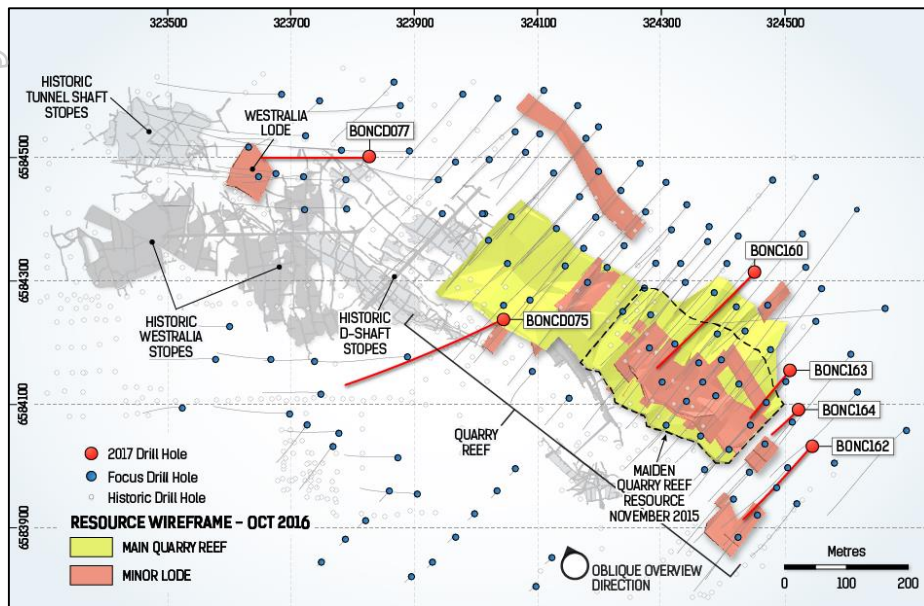 323500 323700 323900 324100 324300 324500
6584500
6584300
6584100
6583900
HISTORIC
TUNNEL SHAFT
STOPES
WESTRALIA
LODE
BONCD077
BONC160
BONCD075
HISTORIC
WESTRALIA
STOPES
HISTORIC
D-SHAFT
STOPES
BONC163
BONC164
BONC162
QUARRY
REEF
MAIDEN
QUARRY REEF
RESOURCE
NOVEMBER 2015
2017 Drill Hole
Focus Drill Hole
Historic Drill Hole
RESOURCE WIREFRAME – OCT 2016
MAIN QUARRY REEF
MINOR LODE
OBLIQUE OVERVIEW
DIRECTION
Metres
0 100 200